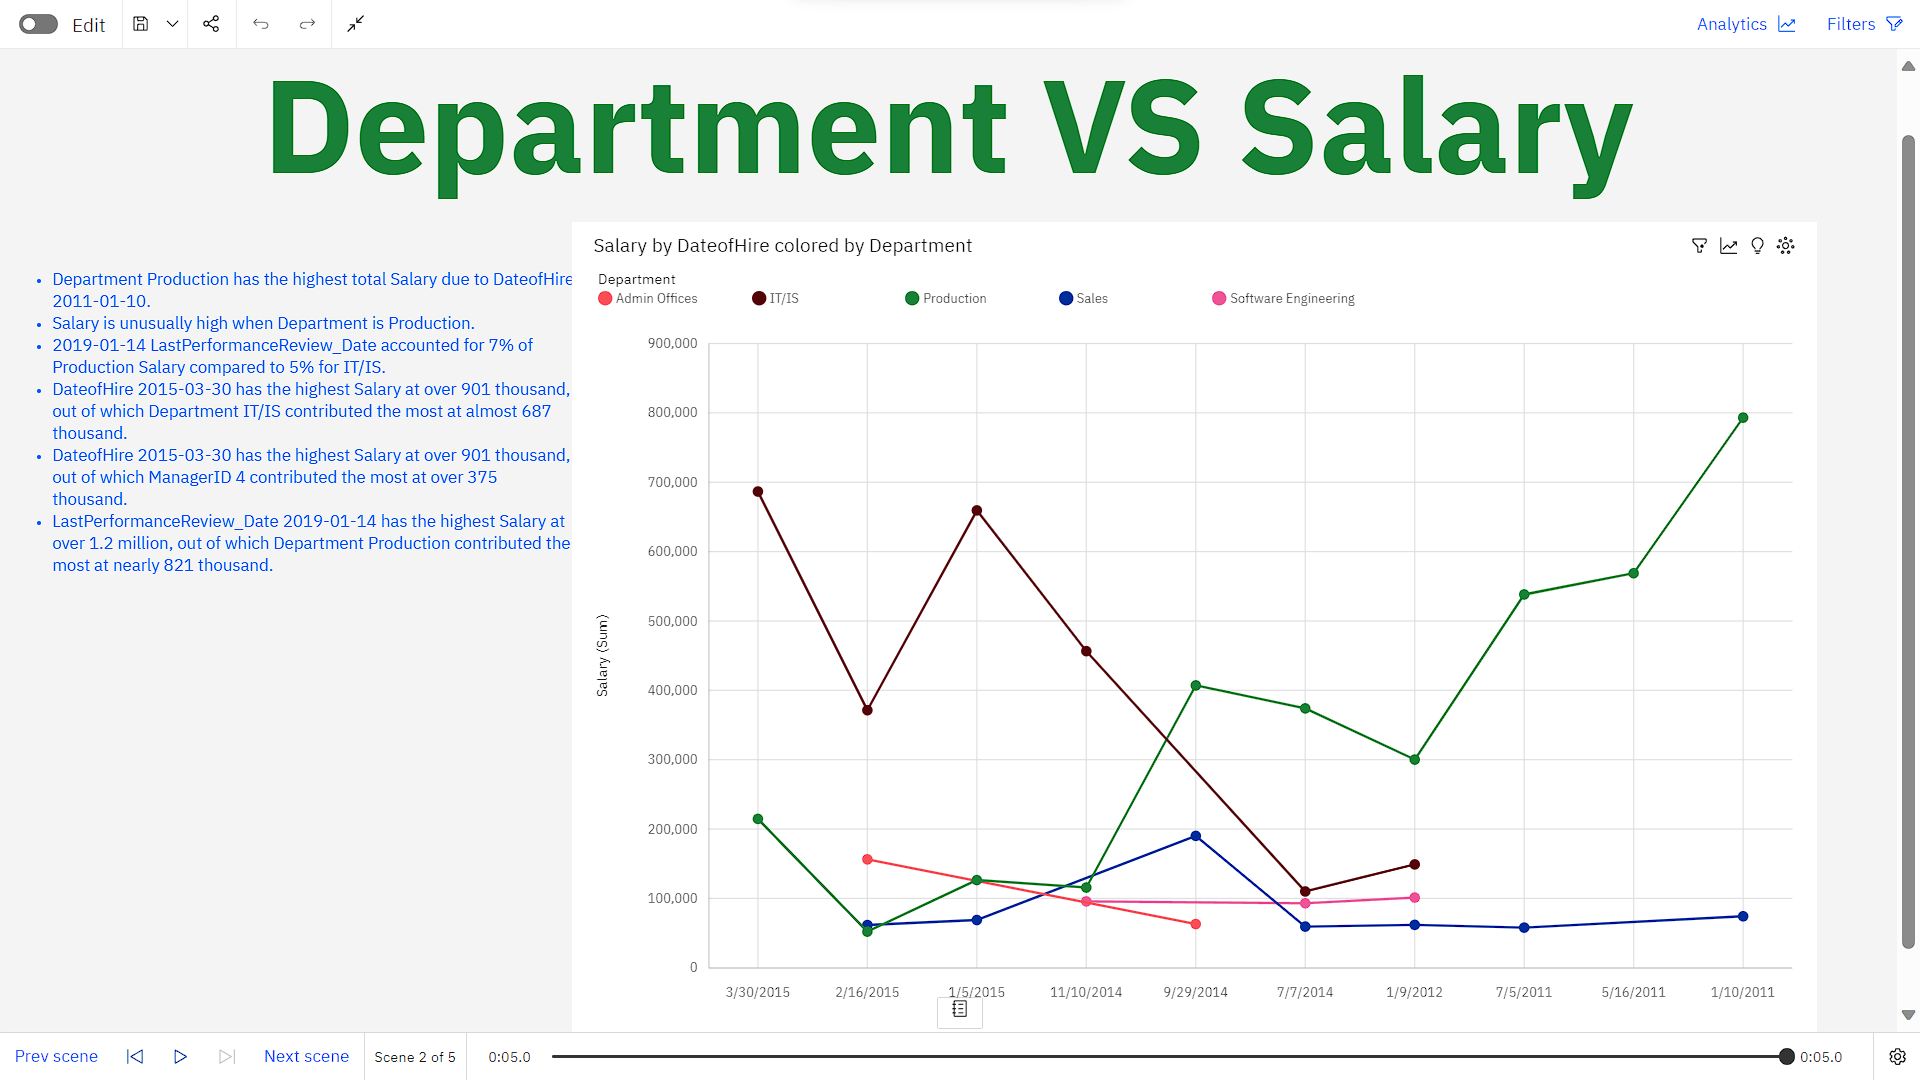 Edit
Analytics
Filters
Department VS Salary
• Department Production has the highest total Salary due to DateofHire
2011-01-10.
• Salary is unusually high when Department is Production.
• 2019-01-14 LastPerformanceReview_Date accounted for 7% of
Production Salary compared to 5% for IT/IS.
• DateofHire 2015-03-30 has the highest Salary at over 901 thousand,
out of which Department IT/IS contributed the most at almost 687
thousand.
• DateofHire 2015-03-30 has the highest Salary at over 901 thousand,
out of which ManagerID 4 contributed the most at over 375
thousand.
• LastPerformanceReview_Date 2019-01-14 has the highest Salary at
over 1.2 million, out of which Department Production contributed the
most at nearly 821 thousand.
Salary by DateofHire colored by Department
Department
Admin Offices IT/IS Production Sales Software Engineering
900,000
800,000
700,000
600,000
500,000
400,000
300,000
200,000
100,000
0
Salary (Sum)
3/30/2015 2/16/2015 1/5/2015 11/10/2014 9/29/2014 7/7/2014 1/9/2012 7/5/2011 5/16/2011 1/10/2011
Prev scene
Next scene
Scene 2 of 5
0:05.0
0:05.0